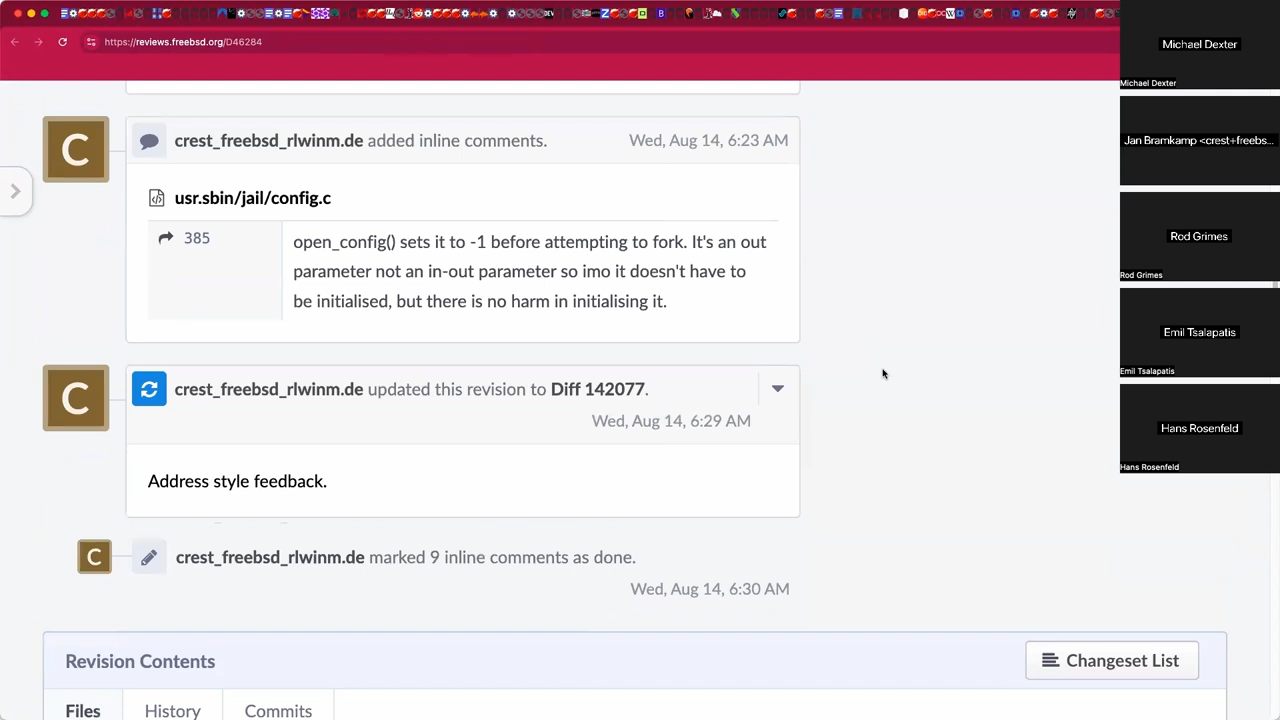 https://reviews.freebsd.org/D46284
C
crest_freebsd_rlwinm.de added inline comments.
Wed, Aug 14, 6:23 AM
usr.sbin/jail/config.c
385
open_config() sets it to -1 before attempting to fork. It's an out
parameter not an in-out parameter so imo it doesn't have to
be initialised, but there is no harm in initialising it.
C
crest_freebsd_rlwinm.de updated this revision to Diff 142077.
Wed, Aug 14, 6:29 AM
Address style feedback.
C
crest_freebsd_rlwinm.de marked 9 inline comments as done.
Wed, Aug 14, 6:30 AM
Revision Contents
Changeset List
Files
History
Commits
Michael Dexter
Michael Dexter
Jan Bramkamp <crest+freebs...
Rod Grimes
Rod Grimes
Emil Tsalapatis
Emil Tsalapatis
Hans Rosenfeld
Hans Rosenfeld